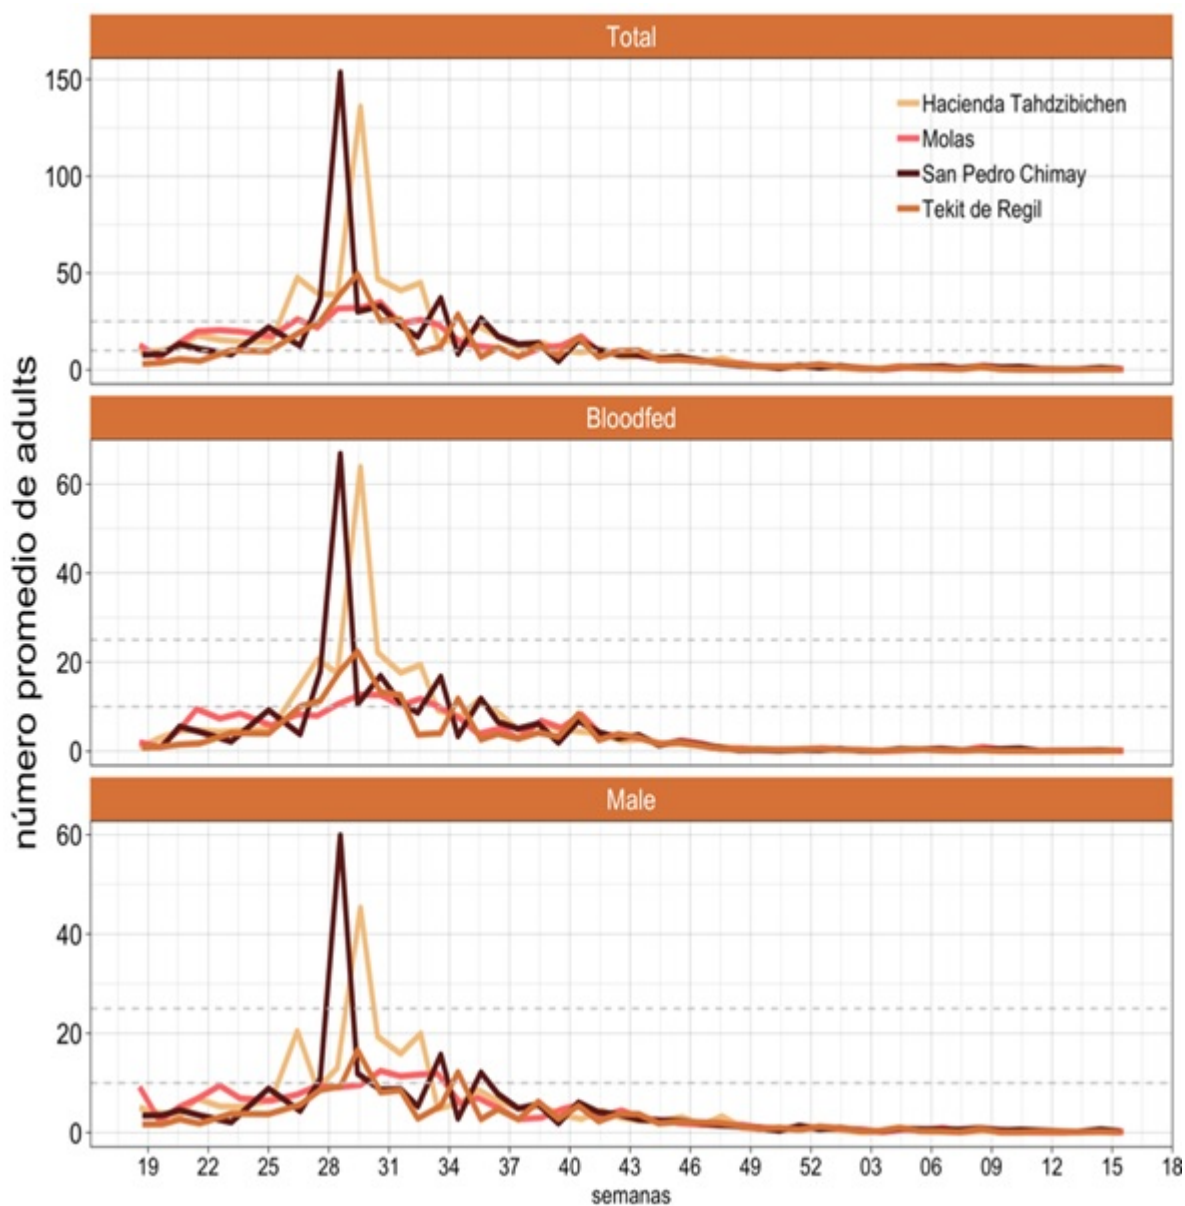 Total
150
100
50
0
Hacienda Tahdzibichen
Molas
San Pedro Chimay
Tekit de Regil
Bloodfed
60
40
20
0
número promedio de adults
Male
60
40
20
0
19 22 25 28 31 34 37 40 43 46 49 52 03 06 09 12 15 18
semanas